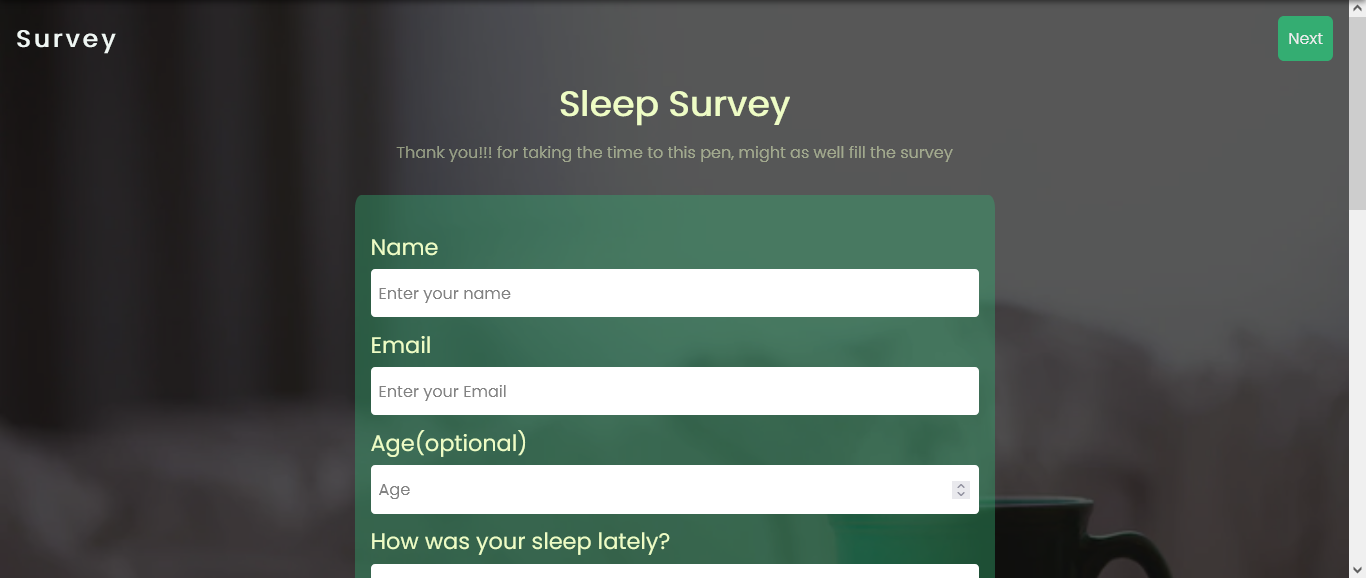 Survey
Next
Sleep Survey
Thank you!!! for taking the time to this pen, might as well fill the survey
Name
Enter your name
Email
Enter your Email
Age(optional)
Age
How was your sleep lately?